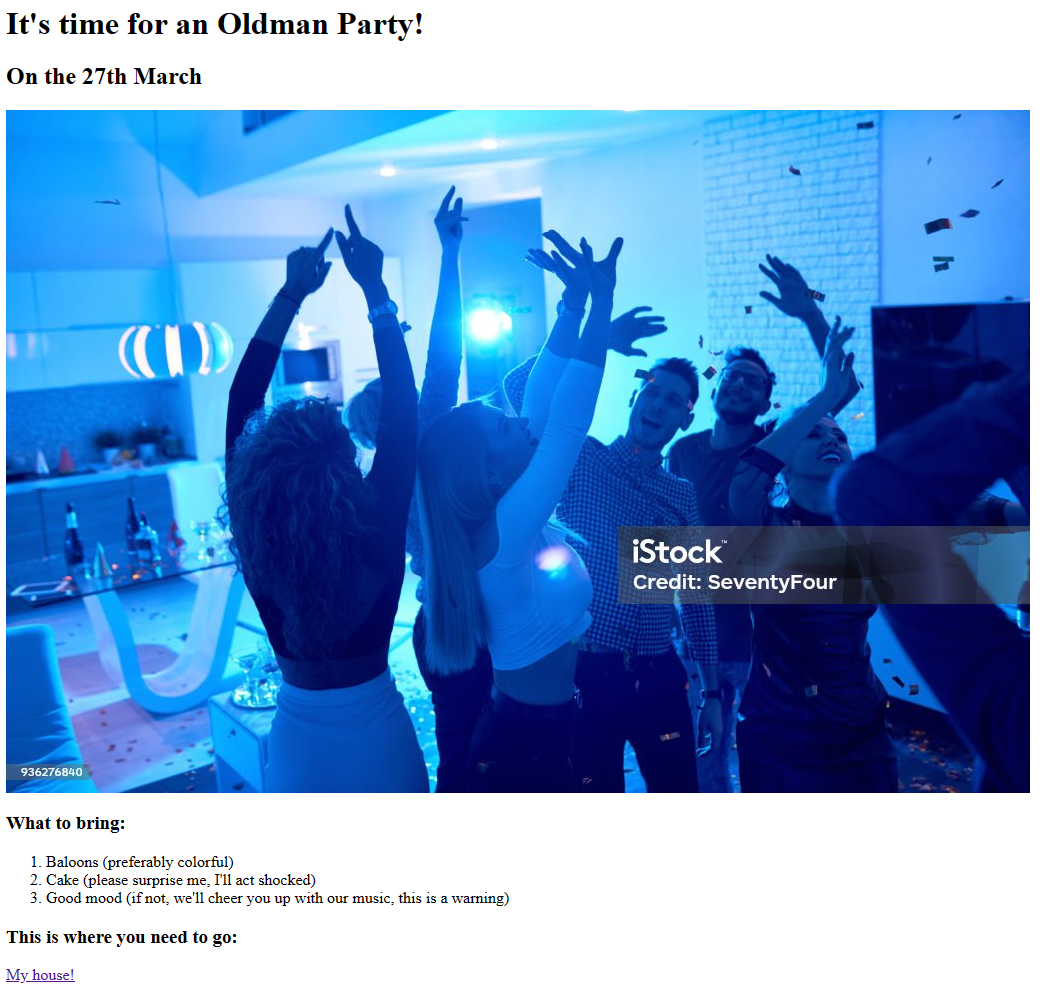 It's time for an Oldman Party!
On the 27th March
iStock™
Credit: SeventyFour
936276840
What to bring:
1. Baloons (preferably colorful)
2. Cake (please surprise me, I'll act shocked)
3. Good mood (if not, we'll cheer you up with our music, this is a warning)
This is where you need to go:
My house!